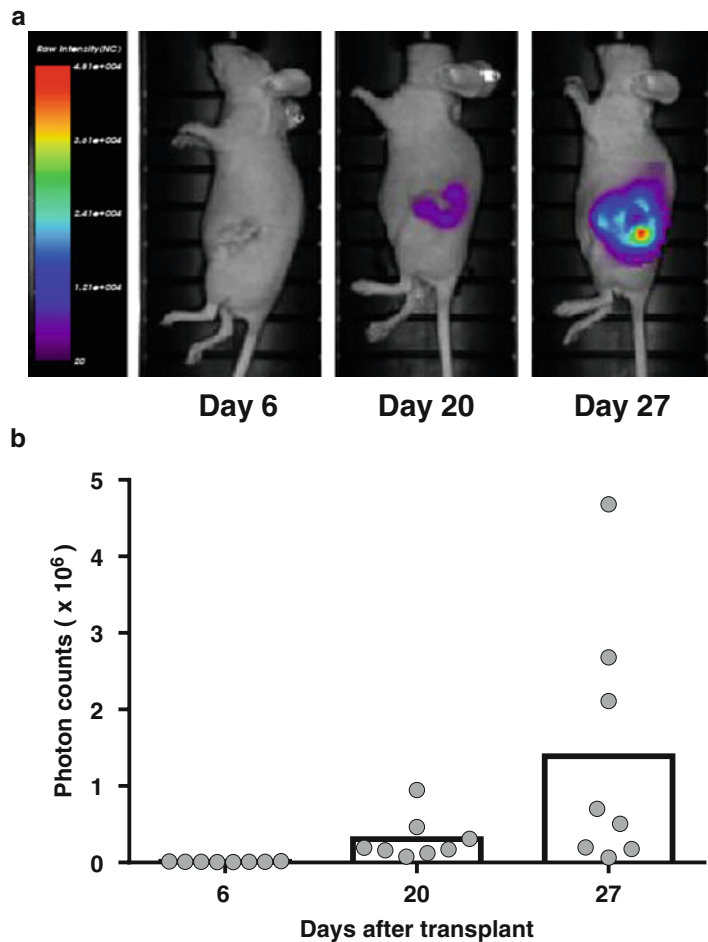 a
Raw Intensity(NC)
4.81e+004
3.61e+004
2.41e+004
1.21e+004
20
Day 6
Day 20
Day 27
b
Photon counts ( x 10⁶ )
5
4
3
2
1
0
6
20
27
Days after transplant